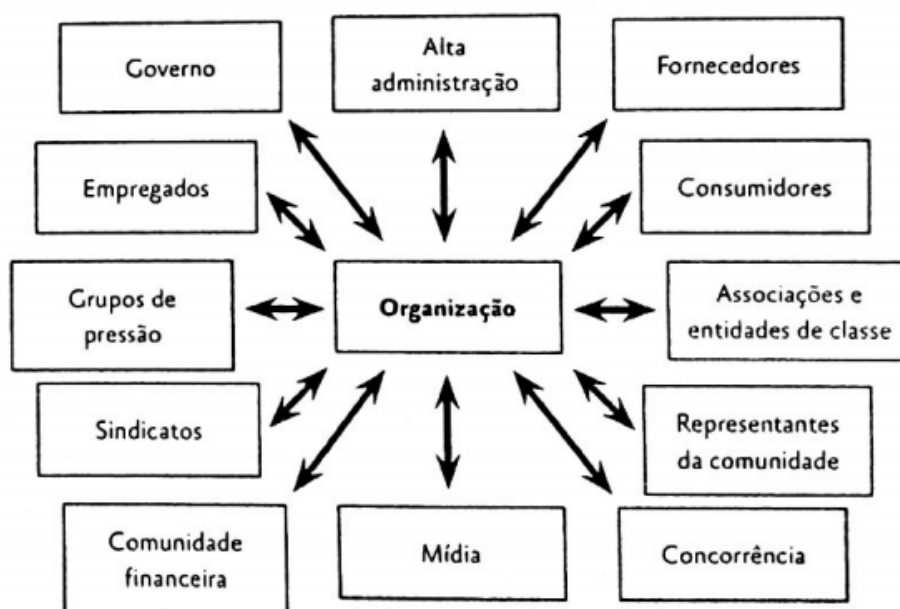 Governo
Alta
administração
Fornecedores
Empregados
Consumidores
Grupos de
pressão
Organização
Associações e
entidades de classe
Sindicatos
Representantes
da comunidade
Comunidade
financeira
Mídia
Concorrência